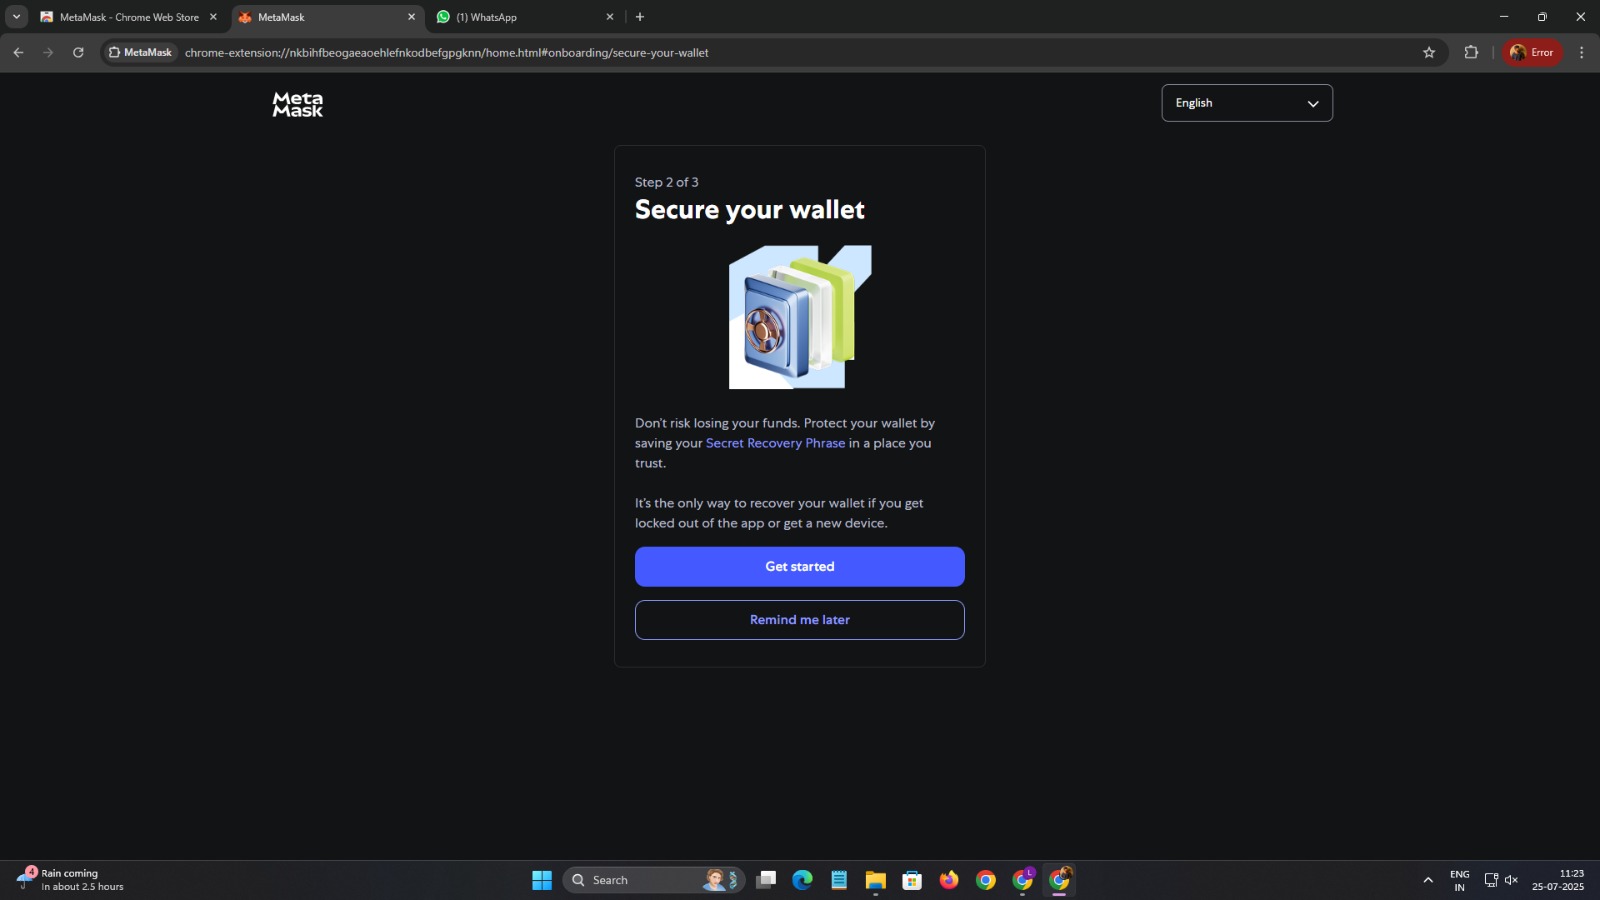 MetaMask - Chrome Web Store
MetaMask
(1) WhatsApp
MetaMask
chrome-extension://nkbihfbeogaeaoehlefnkodbefgpgknn/home.html#onboarding/secure-your-wallet
Error
Meta
Mask
English
Step 2 of 3
Secure your wallet
Don't risk losing your funds. Protect your wallet by
saving your Secret Recovery Phrase in a place you
trust.
It's the only way to recover your wallet if you get
locked out of the app or get a new device.
Get started
Remind me later
4
Rain coming
In about 2.5 hours
Search
L
ENG
IN
11:23
25-07-2025